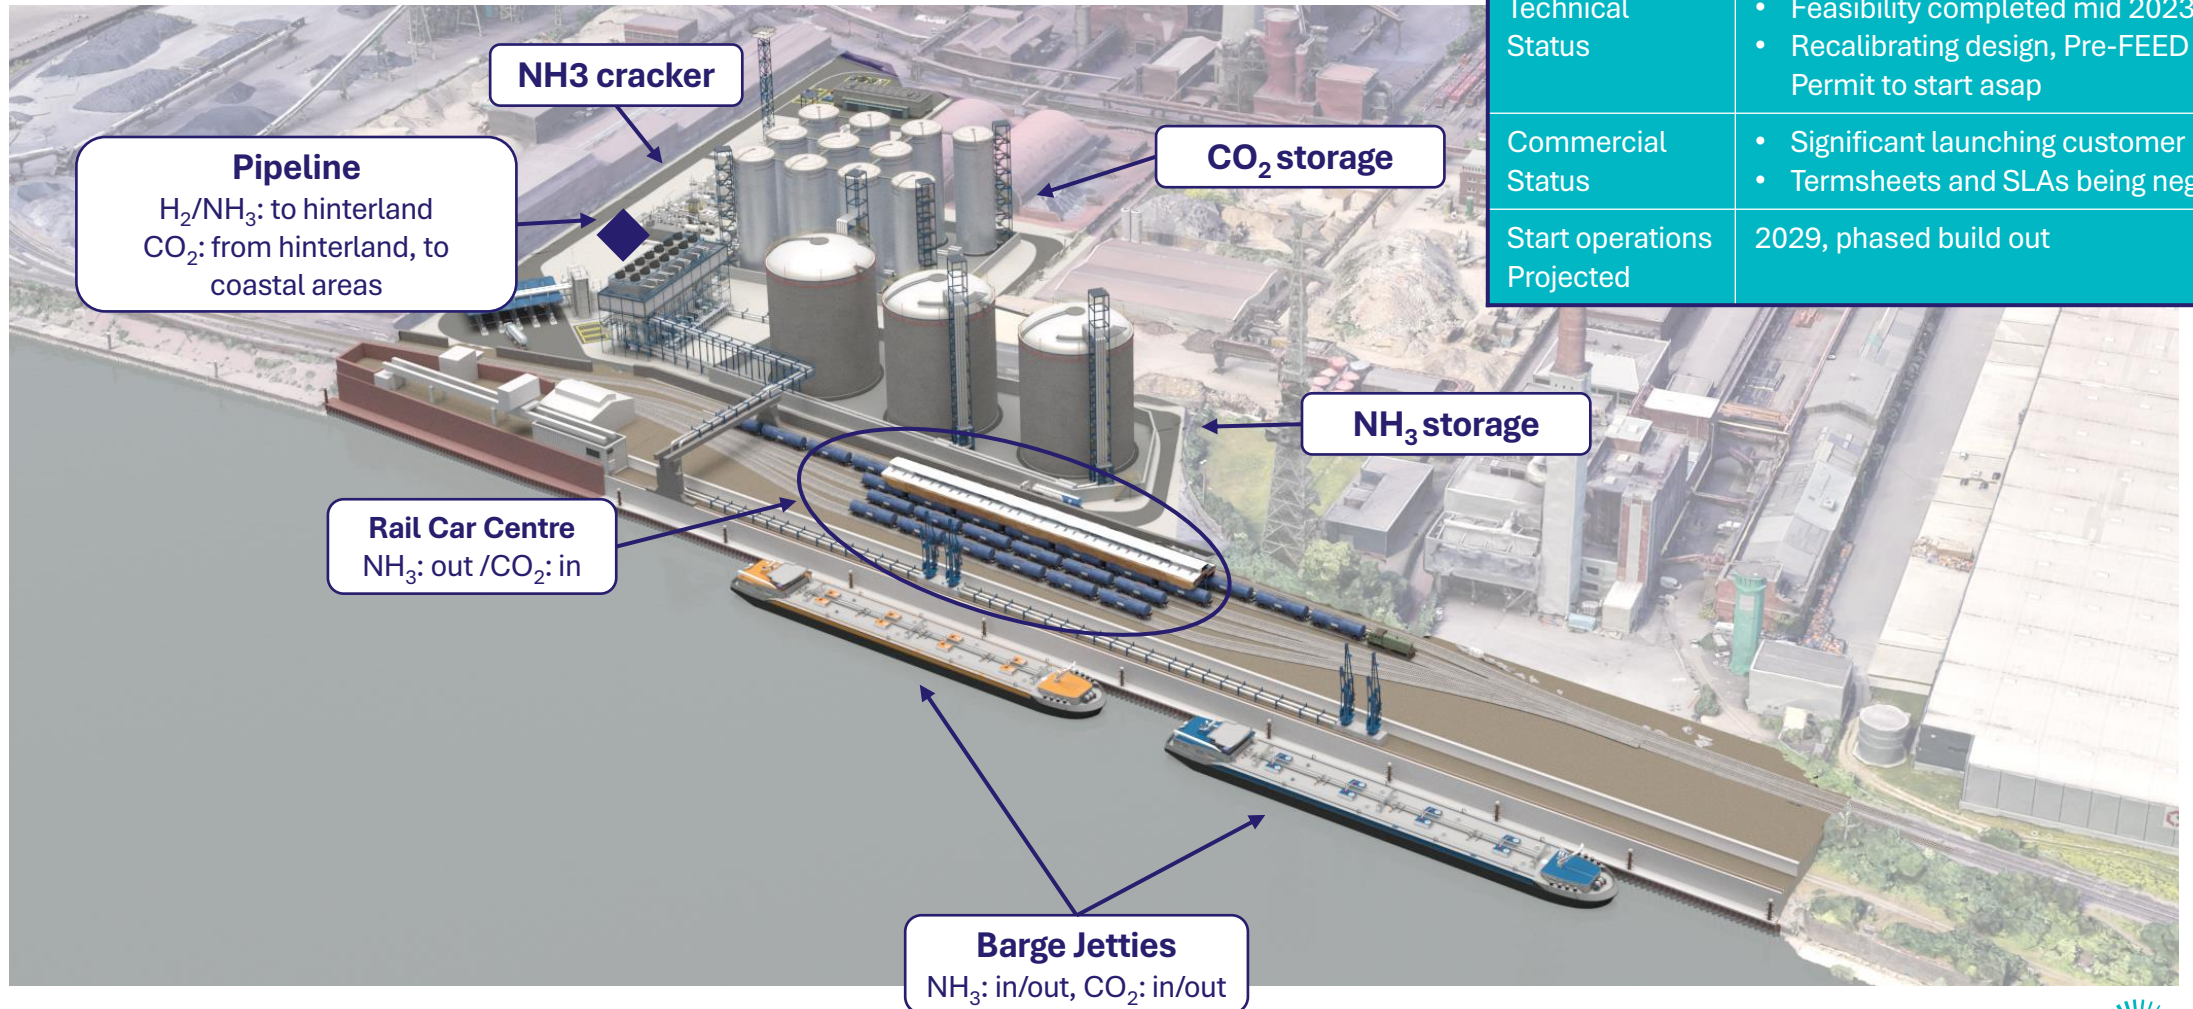 Technical
Status
• Feasibility completed mid 2023
• Recalibrating design, Pre-FEED
Permit to start asap
Commercial
Status
• Significant launching customer
• Termsheets and SLAs being neg
Start operations
Projected
2029, phased build out
NH3 cracker
Pipeline
H₂/NH₃: to hinterland
CO₂: from hinterland, to
coastal areas
CO₂ storage
NH₃ storage
Rail Car Centre
NH₃: out /CO₂: in
Barge Jetties
NH₃: in/out, CO₂: in/out